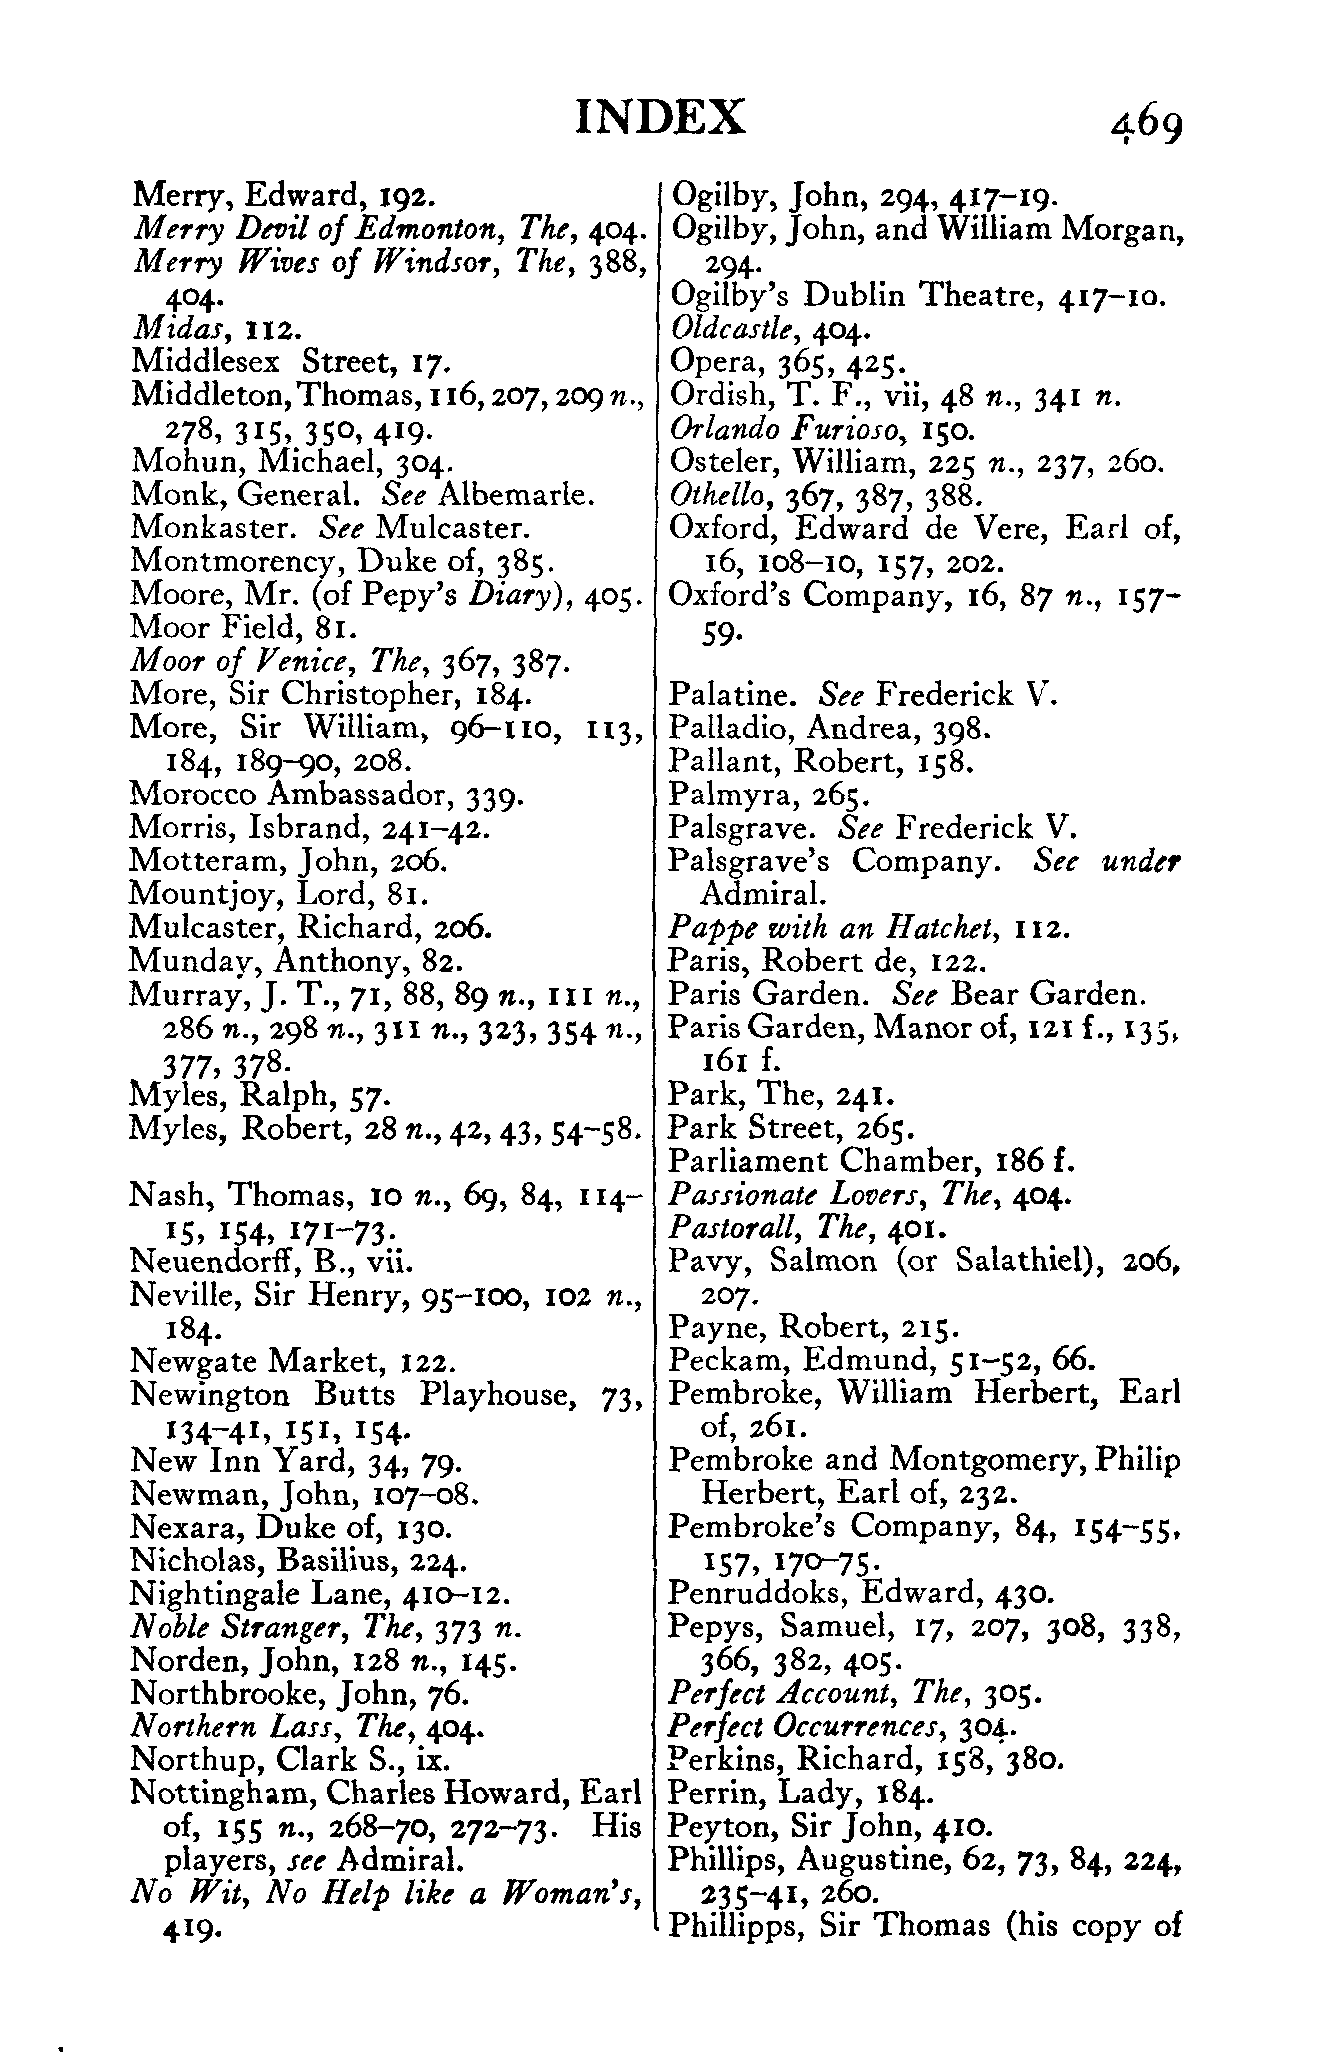 INDEX 469
Merry, Edward, 192.
Merry Devil of Edmonton, The, 404.
Merry Wives of Windsor, The, 388,
404.
Midas, 112.
Middlesex Street, 17.
Middleton, Thomas, 116, 207, 209 n.,
278, 315, 350, 419.
Mohun, Michael, 304.
Monk, General. See Albemarle.
Monkaster. See Mulcaster.
Montmorency, Duke of, 385.
Moore, Mr. (of Pepy's Diary), 405.
Moor Field, 81.
Moor of Venice, The, 367, 387.
More, Sir Christopher, 184.
More, Sir William, 96–110, 113,
184, 189–90, 208.
Morocco Ambassador, 339.
Morris, Isbrand, 241–42.
Motteram, John, 206.
Mountjoy, Lord, 81.
Mulcaster, Richard, 206.
Munday, Anthony, 82.
Murray, J. T., 71, 88, 89 n., 111 n.,
286 n., 298 n., 311 n., 323, 354 n.,
377, 378.
Myles, Ralph, 57.
Myles, Robert, 28 n., 42, 43, 54–58.
Nash, Thomas, 10 n., 69, 84, 114–
15, 154, 171–73.
Neuendorff, B., vii.
Neville, Sir Henry, 95–100, 102 n.,
184.
Newgate Market, 122.
Newington Butts Playhouse, 73,
134–41, 151, 154.
New Inn Yard, 34, 79.
Newman, John, 107–08.
Nexara, Duke of, 130.
Nicholas, Basilius, 224.
Nightingale Lane, 410–12.
Noble Stranger, The, 373 n.
Norden, John, 128 n., 145.
Northbrooke, John, 76.
Northern Lass, The, 404.
Northup, Clark S., ix.
Nottingham, Charles Howard, Earl
of, 155 n., 268–70, 272–73. His
players, see Admiral.
No Wit, No Help like a Woman's,
419.
Ogilby, John, 294, 417–19.
Ogilby, John, and William Morgan,
294.
Ogilby's Dublin Theatre, 417–10.
Oldcastle, 404.
Opera, 365, 425.
Ordish, T. F., vii, 48 n., 341 n.
Orlando Furioso, 150.
Osteler, William, 225 n., 237, 260.
Othello, 367, 387, 388.
Oxford, Edward de Vere, Earl of,
16, 108–10, 157, 202.
Oxford's Company, 16, 87 n., 157–
59.
Palatine. See Frederick V.
Palladio, Andrea, 398.
Pallant, Robert, 158.
Palmyra, 265.
Palsgrave. See Frederick V.
Palsgrave's Company. See under
Admiral.
Pappe with an Hatchet, 112.
Paris, Robert de, 122.
Paris Garden. See Bear Garden.
Paris Garden, Manor of, 121 f., 135,
161 f.
Park, The, 241.
Park Street, 265.
Parliament Chamber, 186 f.
Passionate Lovers, The, 404.
Pastorall, The, 401.
Pavy, Salmon (or Salathiel), 206,
207.
Payne, Robert, 215.
Peckam, Edmund, 51–52, 66.
Pembroke, William Herbert, Earl
of, 261.
Pembroke and Montgomery, Philip
Herbert, Earl of, 232.
Pembroke's Company, 84, 154–55,
157, 170–75.
Penruddoks, Edward, 430.
Pepys, Samuel, 17, 207, 308, 338,
366, 382, 405.
Perfect Account, The, 305.
Perfect Occurrences, 304.
Perkins, Richard, 158, 380.
Perrin, Lady, 184.
Peyton, Sir John, 410.
Phillips, Augustine, 62, 73, 84, 224,
235–41, 260.
Phillipps, Sir Thomas (his copy of